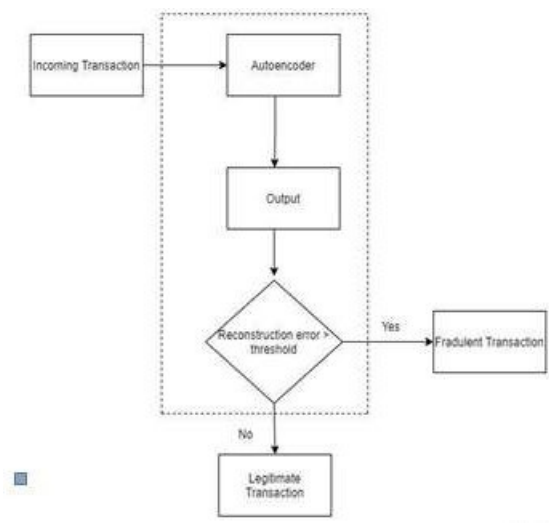 Incoming Transaction
Autoencoder
Output
Reconstruction error >
threshold
Yes
Fradulent Transaction
No
Legitimate
Transaction